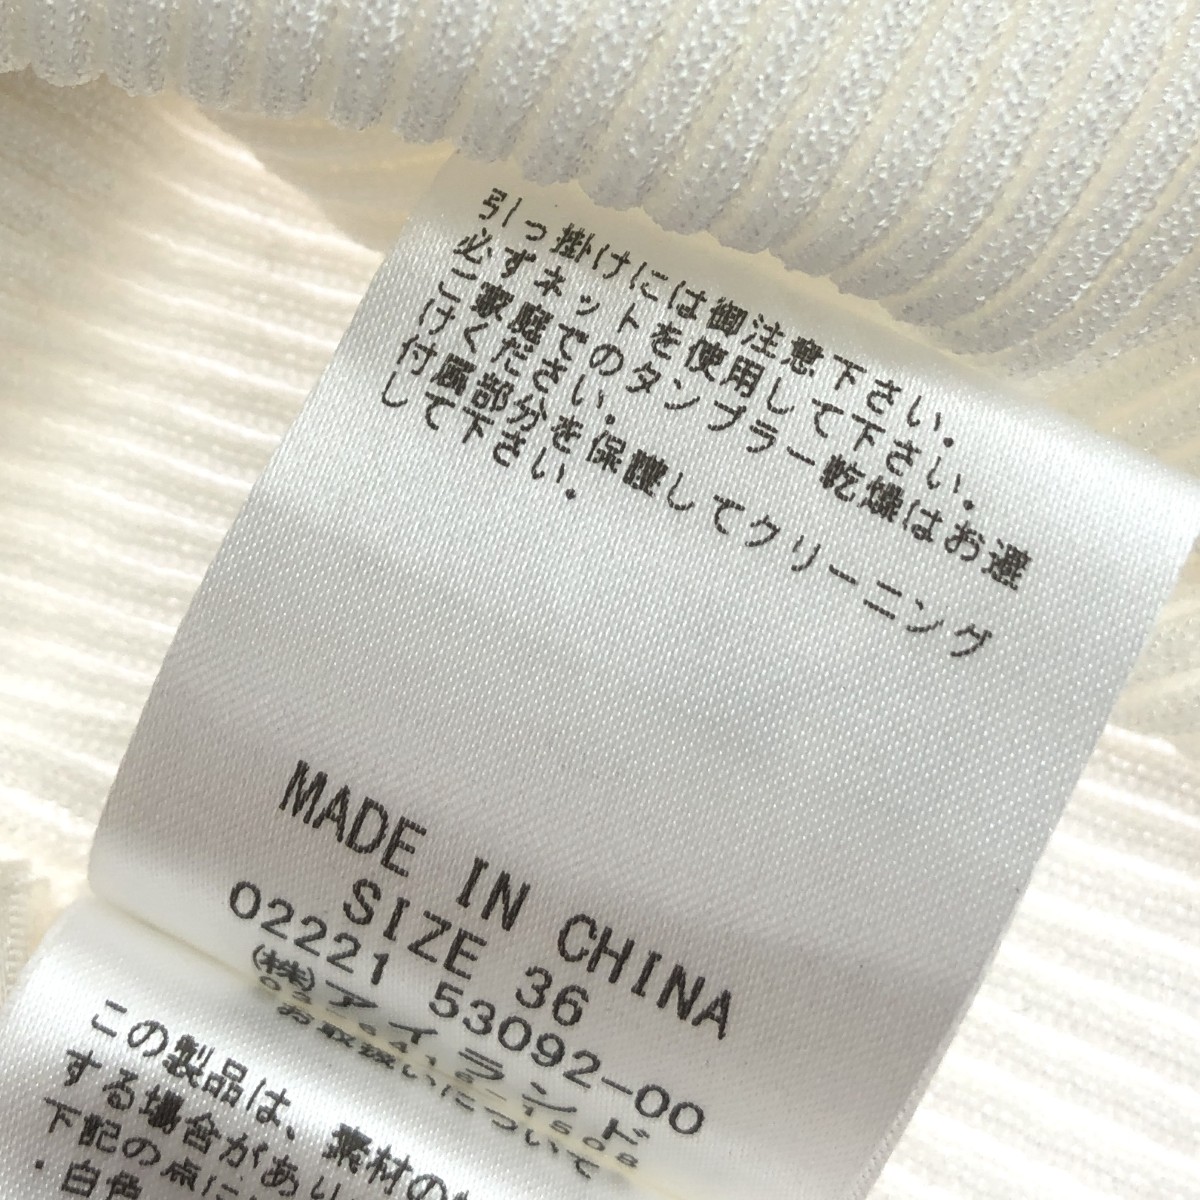 引っ掛けには御注意下さい。
必ずネットを使用して下さい。
ご家庭でのタンブラー乾燥はお避
けください。
付属部分を保護してクリーニング
して下さい。
MADE IN CHINA
SIZE 36
02221 53092-00
(株)アイランド
お取扱いについて
この製品は、素材の
する場合があり
下記の点に
・白色